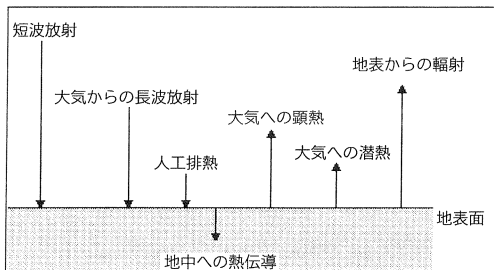 短波放射
大気からの長波放射
人工排熱
大気への顕熱
大気への潜熱
地表からの輻射
地表面
地中への熱伝導